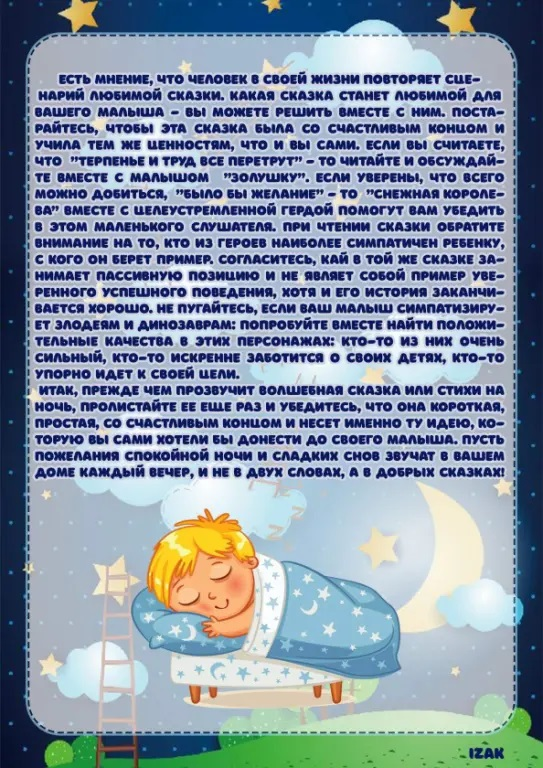 ЕСТЬ МНЕНИЕ, ЧТО ЧЕЛОВЕК В СВОЕЙ ЖИЗНИ ПОВТОРЯЕТ СЦЕ-
НАРИЙ ЛЮБИМОЙ СКАЗКИ. КАКАЯ СКАЗКА СТАНЕТ ЛЮБИМОЙ ДЛЯ
ВАШЕГО МАЛЫША - ВЫ МОЖЕТЕ РЕШИТЬ ВМЕСТЕ С НИМ. ПОСТА-
РАЙТЕСЬ, ЧТОБЫ ЭТА СКАЗКА БЫЛА СО СЧАСТЛИВЫМ КОНЦОМ И
УЧИЛА ТЕМ ЖЕ ЦЕННОСТЯМ, ЧТО И ВЫ САМИ. ЕСЛИ ВЫ СЧИТАЕТЕ,
ЧТО "ТЕРПЕНЬЕ И ТРУД ВСЕ ПЕРЕТРУТ" - ТО ЧИТАЙТЕ И ОБСУЖДАЙ-
ТЕ ВМЕСТЕ С МАЛЫШОМ "ЗОЛУШКУ". ЕСЛИ УВЕРЕНЫ, ЧТО ВСЕГО
МОЖНО ДОБИТЬСЯ, "БЫЛО БЫ ЖЕЛАНИЕ" - ТО "СНЕЖНАЯ КОРОЛЕ-
ВА" ВМЕСТЕ С ЦЕЛЕУСТРЕМЛЕННОЙ ГЕРДОЙ ПОМОГУТ ВАМ УБЕДИТЬ
В ЭТОМ МАЛЕНЬКОГО СЛУШАТЕЛЯ. ПРИ ЧТЕНИИ СКАЗКИ ОБРАТИТЕ
ВНИМАНИЕ НА ТО, КТО ИЗ ГЕРОЕВ НАИБОЛЕЕ СИМПАТИЧЕН РЕБЕНКУ,
С КОГО ОН БЕРЕТ ПРИМЕР. СОГЛАСИТЕСЬ, КАЙ В ТОЙ ЖЕ СКАЗКЕ ЗА-
НИМАЕТ ПАССИВНУЮ ПОЗИЦИЮ И НЕ ЯВЛЯЕТ СОБОЙ ПРИМЕР УВЕ-
РЕННОГО УСПЕШНОГО ПОВЕДЕНИЯ, ХОТЯ И ЕГО ИСТОРИЯ ЗАКАНЧИ-
ВАЕТСЯ ХОРОШО. НЕ ПУГАЙТЕСЬ, ЕСЛИ ВАШ МАЛЫШ СИМПАТИЗИРУ-
ЕТ ЗЛОДЕЯМ И ДИНОЗАВРАМ: ПОПРОБУЙТЕ ВМЕСТЕ НАЙТИ ПОЛОЖИ-
ТЕЛЬНЫЕ КАЧЕСТВА В ЭТИХ ПЕРСОНАЖАХ: КТО-ТО ИЗ НИХ ОЧЕНЬ
СИЛЬНЫЙ, КТО-ТО ИСКРЕННЕ ЗАБОТИТСЯ О СВОИХ ДЕТЯХ, КТО-ТО
УПОРНО ИДЕТ К СВОЕЙ ЦЕЛИ.
ИТАК, ПРЕЖДЕ ЧЕМ ПРОЗВУЧИТ ВОЛШЕБНАЯ СКАЗКА ИЛИ СТИХИ НА
НОЧЬ, ПРОЛИСТАЙТЕ ЕЕ ЕЩЕ РАЗ И УБЕДИТЕСЬ, ЧТО ОНА КОРОТКАЯ,
ПРОСТАЯ, СО СЧАСТЛИВЫМ КОНЦОМ И НЕСЕТ ИМЕННО ТУ ИДЕЮ, КО-
ТОРУЮ ВЫ САМИ ХОТЕЛИ БЫ ДОНЕСТИ ДО СВОЕГО МАЛЫША. ПУСТЬ
ПОЖЕЛАНИЯ СПОКОЙНОЙ НОЧИ И СЛАДКИХ СНОВ ЗВУЧАТ В ВАШЕМ
ДОМЕ КАЖДЫЙ ВЕЧЕР, И НЕ В ДВУХ СЛОВАХ, А В ДОБРЫХ СКАЗКАХ!
IZAK